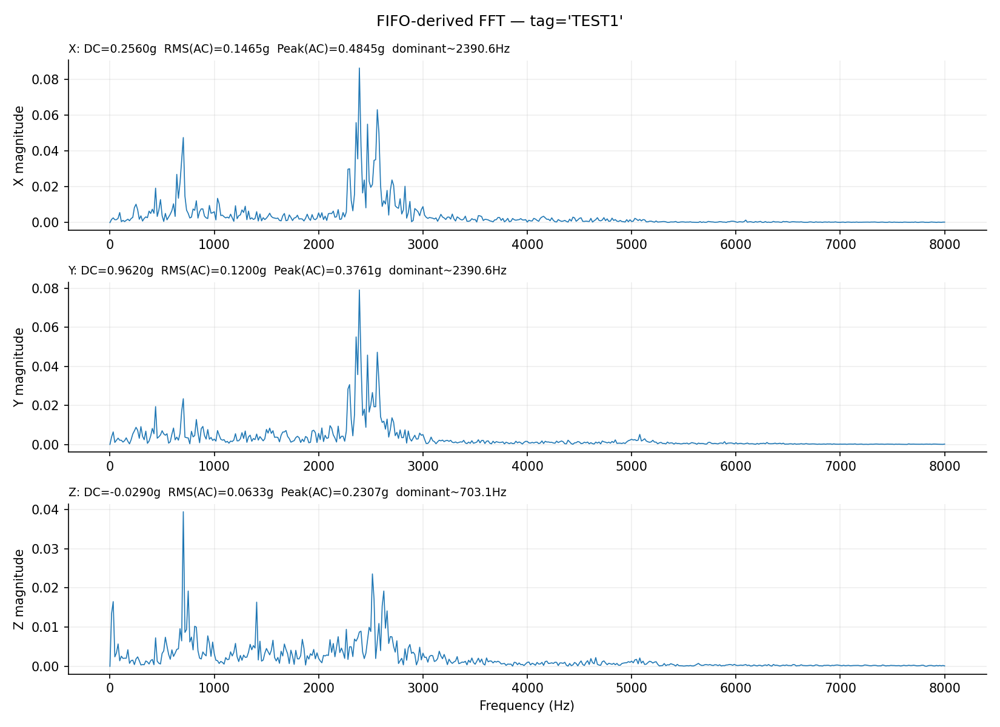 FIFO-derived FFT — tag='TEST1'
X: DC=0.2560g  RMS(AC)=0.1465g  Peak(AC)=0.4845g  dominant~2390.6Hz
X magnitude
0.08
0.06
0.04
0.02
0.00
0 1000 2000 3000 4000 5000 6000 7000 8000
Y: DC=0.9620g  RMS(AC)=0.1200g  Peak(AC)=0.3761g  dominant~2390.6Hz
Y magnitude
0.08
0.06
0.04
0.02
0.00
0 1000 2000 3000 4000 5000 6000 7000 8000
Z: DC=-0.0290g  RMS(AC)=0.0633g  Peak(AC)=0.2307g  dominant~703.1Hz
Z magnitude
0.04
0.03
0.02
0.01
0.00
0 1000 2000 3000 4000 5000 6000 7000 8000
Frequency (Hz)